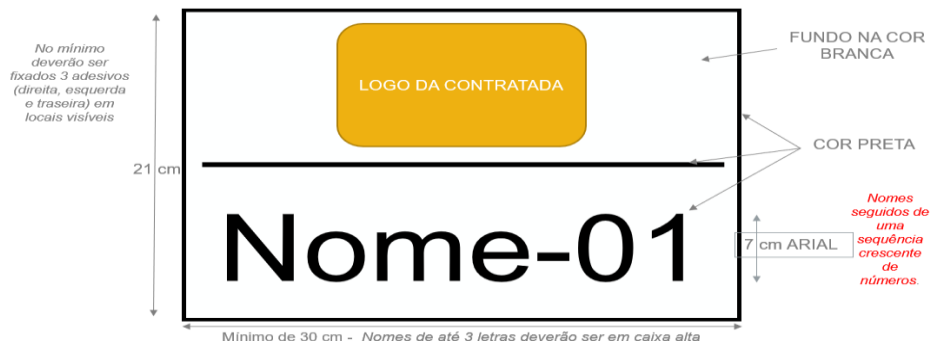 No mínimo
deverão ser
fixados 3 adesivos
(direita, esquerda
e traseira) em
locais visíveis
LOGO DA CONTRATADA
FUNDO NA COR
BRANCA
COR PRETA
21 cm
Nome-01
7 cm ARIAL
Nomes
seguidos de
uma
sequência
crescente
de
números.
Mínimo de 30 cm - Nomes de até 3 letras deverão ser em caixa alta